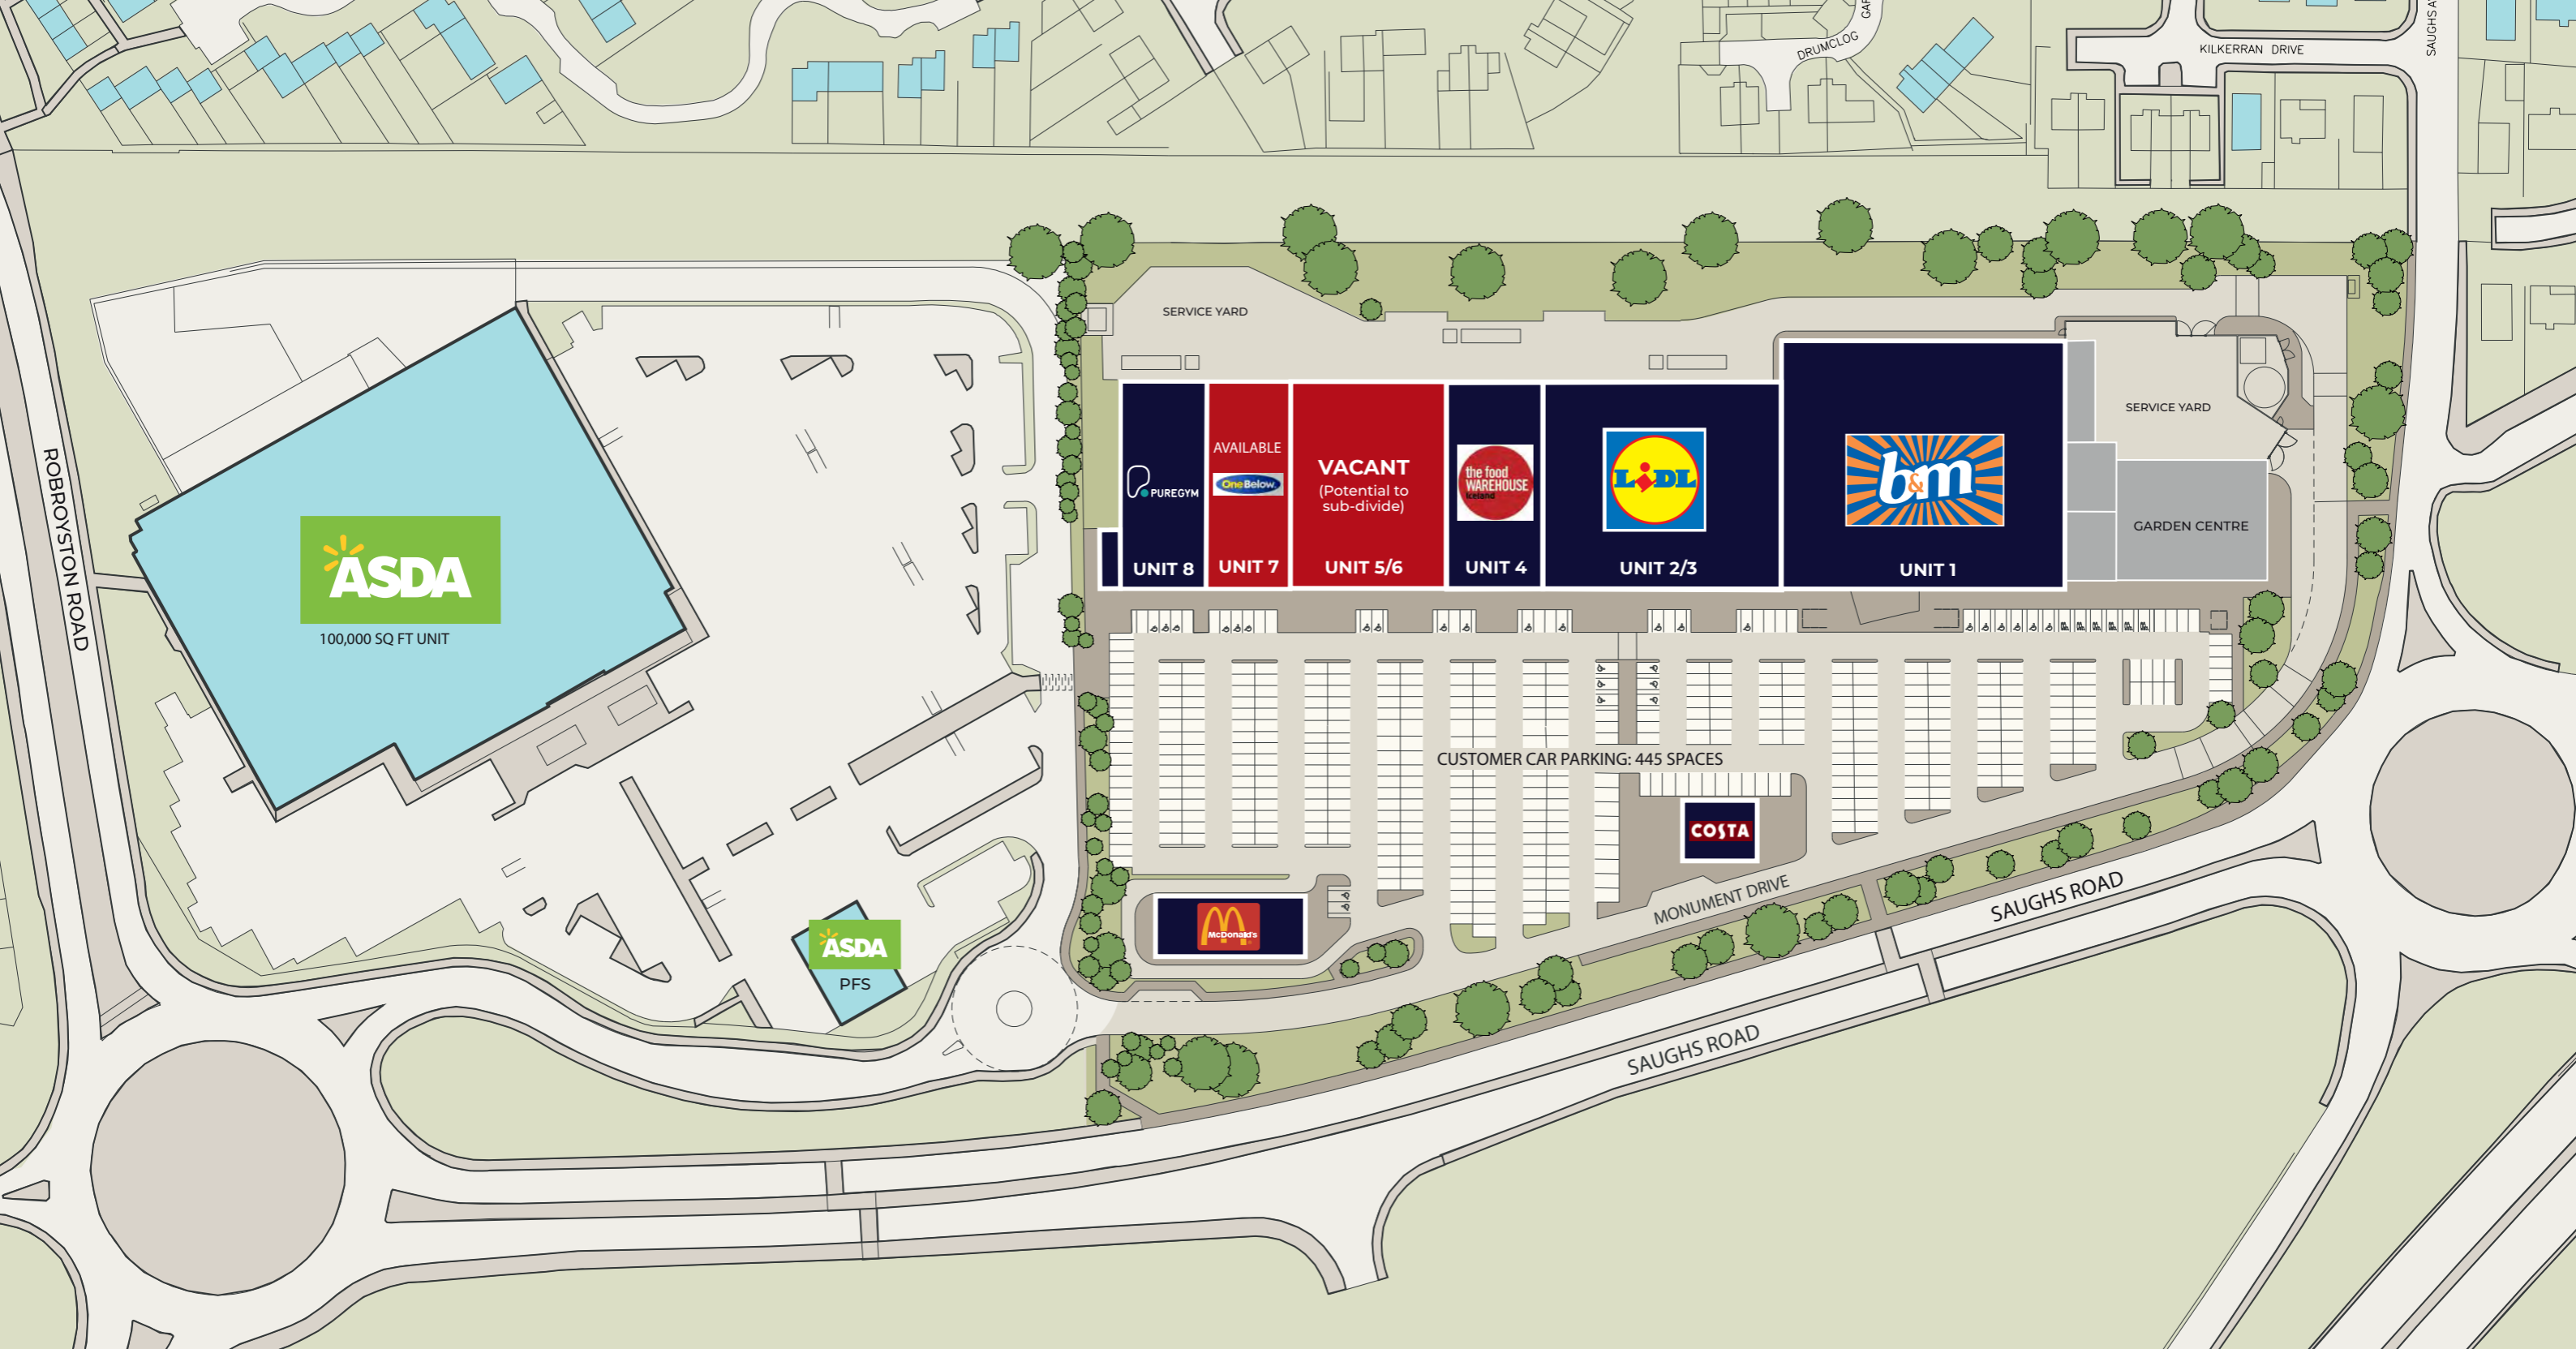 DRUMCLOG
GAR
KILKERRAN DRIVE
SAUGHS A
SERVICE YARD
SERVICE YARD
GARDEN CENTRE
ROBROYSTON ROAD
ASDA
100,000 SQ FT UNIT
PUREGYM
UNIT 8
AVAILABLE
OneBelow
UNIT 7
VACANT
(Potential to
sub-divide)
UNIT 5/6
the food
WAREHOUSE
Iceland
UNIT 4
LIDL
UNIT 2/3
b&m
UNIT 1
CUSTOMER CAR PARKING: 445 SPACES
COSTA
MONUMENT DRIVE
McDonald's
ASDA
PFS
SAUGHS ROAD
SAUGHS ROAD